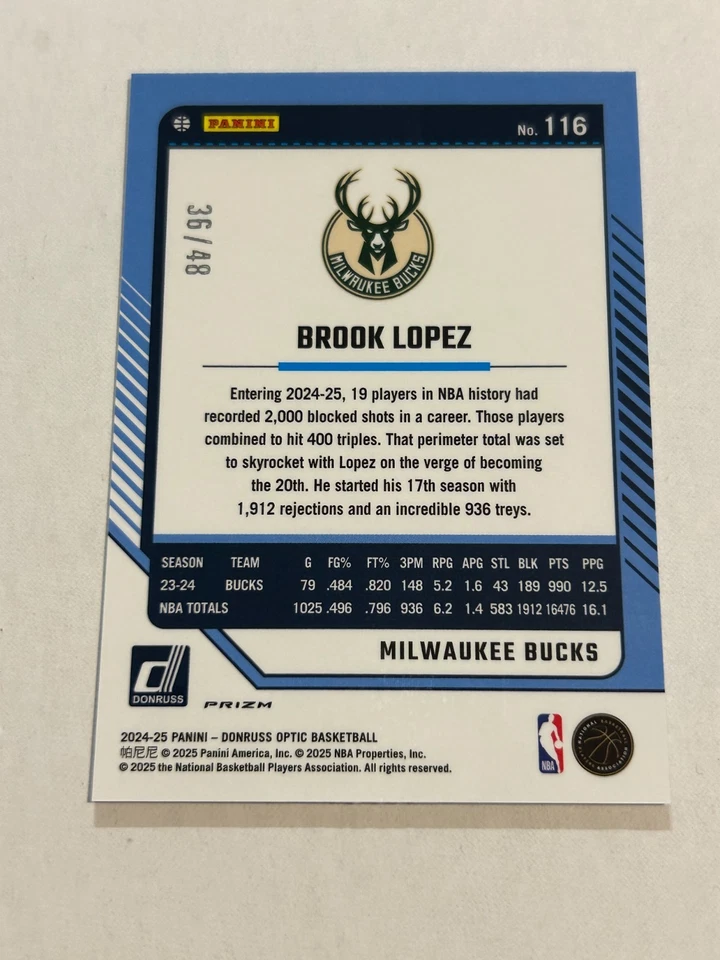 PANINI
No. 116
36/48
MILWAUKEE BUCKS
BROOK LOPEZ
Entering 2024-25, 19 players in NBA history had
recorded 2,000 blocked shots in a career. Those players
combined to hit 400 triples. That perimeter total was set
to skyrocket with Lopez on the verge of becoming
the 20th. He started his 17th season with
1,912 rejections and an incredible 936 treys.
SEASON TEAM G FG% FT% 3PM RPG APG STL BLK PTS PPG
23-24 BUCKS 79 .484 .820 148 5.2 1.6 43 189 990 12.5
NBA TOTALS 1025 .496 .796 936 6.2 1.4 583 1912 16476 16.1
MILWAUKEE BUCKS
DONRUSS
PRIZM
2024-25 PANINI – DONRUSS OPTIC BASKETBALL
帕尼尼 © 2025 Panini America, Inc. © 2025 NBA Properties, Inc.
© 2025 the National Basketball Players Association. All rights reserved.
NBA
NATIONAL BASKETBALL PLAYERS ASSOCIATION